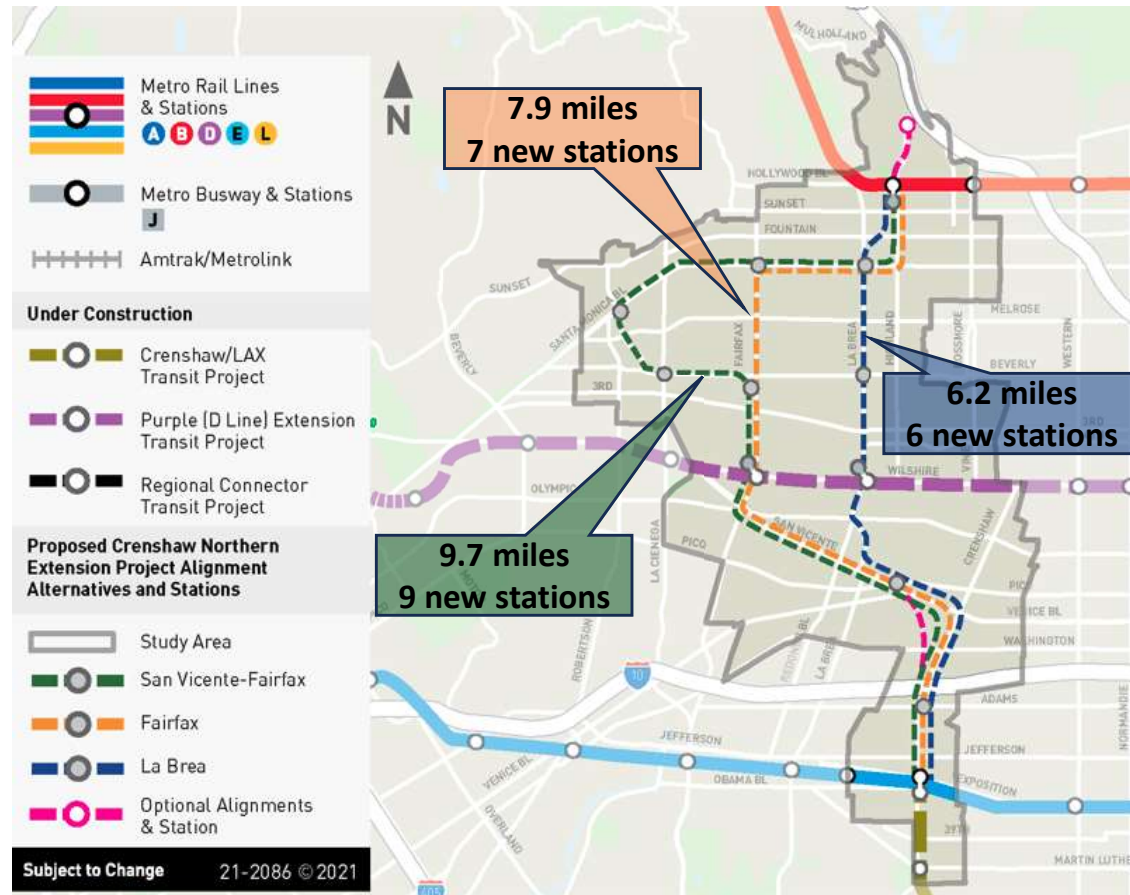 Metro Rail Lines
& Stations
A B D E L
Metro Busway & Stations
J
Amtrak/Metrolink
Under Construction
Crenshaw/LAX
Transit Project
Purple (D Line) Extension
Transit Project
Regional Connector
Transit Project
Proposed Crenshaw Northern
Extension Project Alignment
Alternatives and Stations
Study Area
San Vicente-Fairfax
Fairfax
La Brea
Optional Alignments
& Station
Subject to Change 21-2086 © 2021
N
7.9 miles
7 new stations
6.2 miles
6 new stations
9.7 miles
9 new stations
MULHOLLAND
HOLLYWOOD BL
SUNSET
FOUNTAIN
SUNSET
SANTA MONICA BL
BEVERLY
FAIRFAX
LA BREA
HIGHLAND
MELROSE
WESTERN
BEVERLY
3RD
3RD
WILSHIRE
OLYMPIC
SAN VICENTE
CRENSHAW
PICO
LA CIENEGA
PICO
VENICE BL
WASHINGTON
REDONDO BL
LA BREA
ROBERTSON
10
ADAMS
NORMANDIE
JEFFERSON
JEFFERSON
VENICE BL
OBAMA BL
EXPOSITION
OVERLAND
39TH
MARTIN LUTHE
405